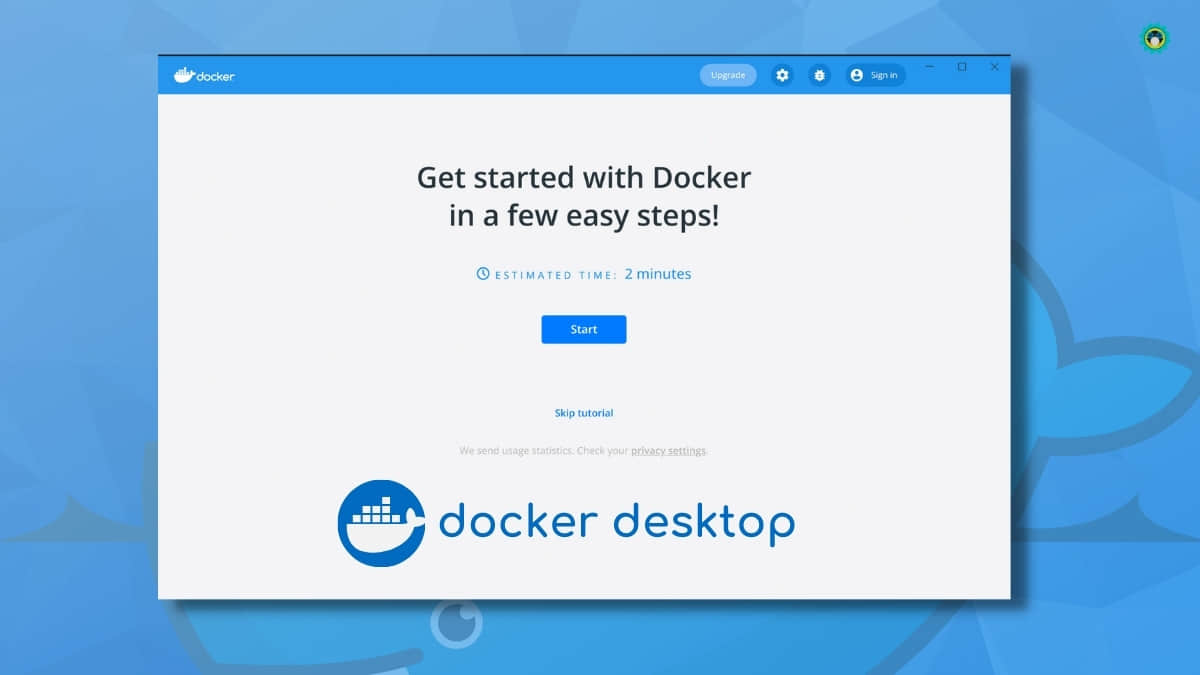 docker
Upgrade
Sign in
Get started with Docker
in a few easy steps!
ESTIMATED TIME: 2 minutes
Start
Skip tutorial
We send usage statistics. Check your privacy settings.
docker desktop